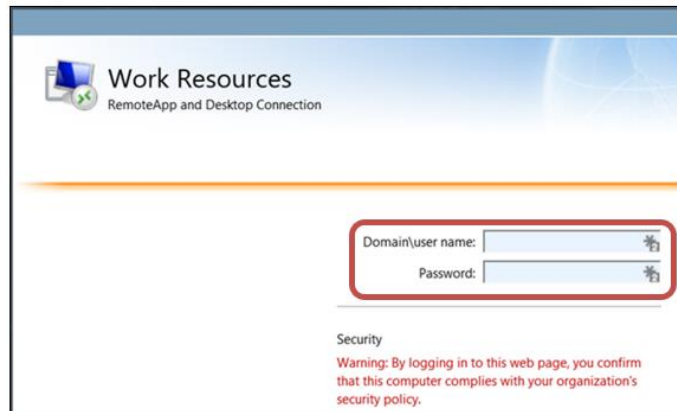 Work Resources
RemoteApp and Desktop Connection
Domain\user name:
Password:
Security
Warning: By logging in to this web page, you confirm
that this computer complies with your organization's
security policy.